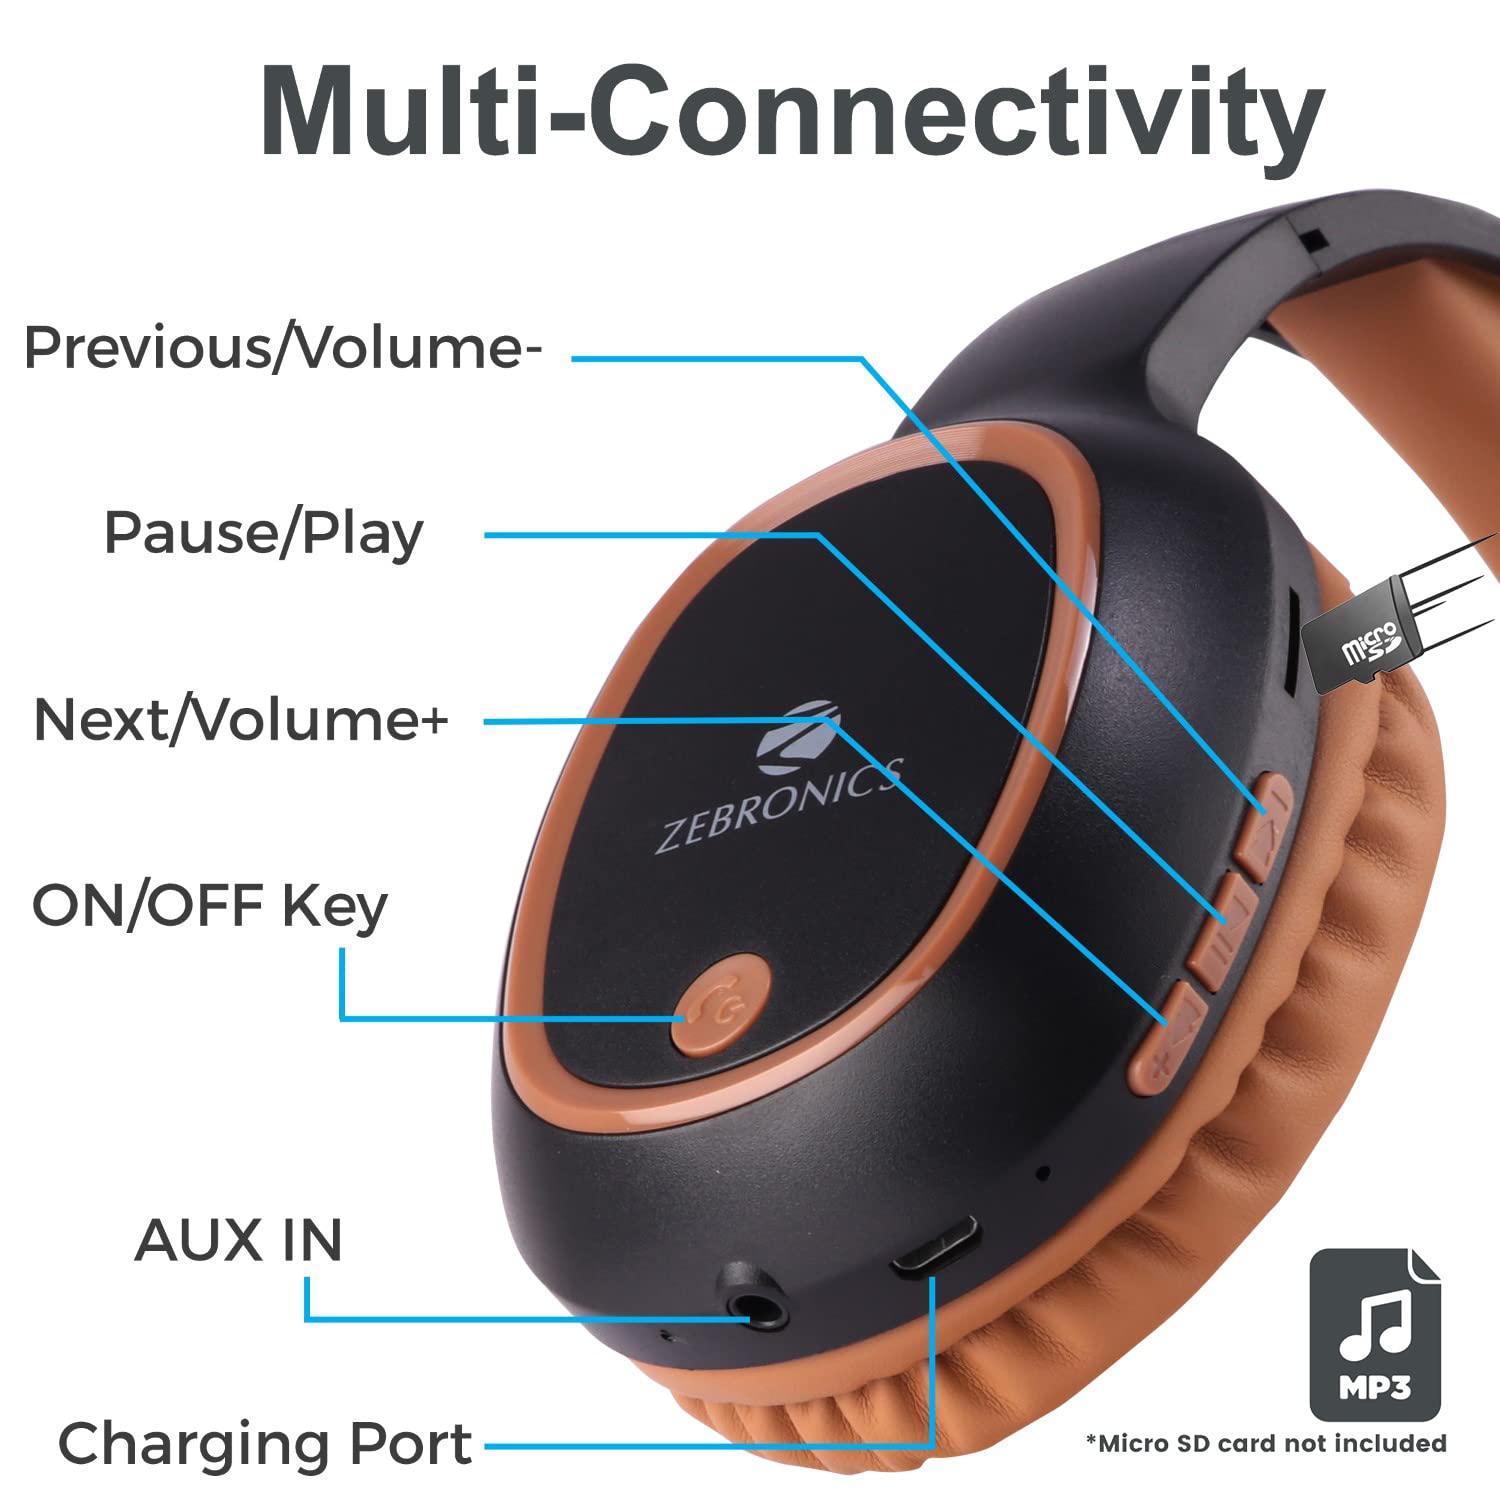 Multi-Connectivity
Previous/Volume-
Pause/Play
micro
SD
Next/Volume+
ZEBRONICS
ON/OFF Key
AUX IN
MP3
Charging Port
*Micro SD card not included